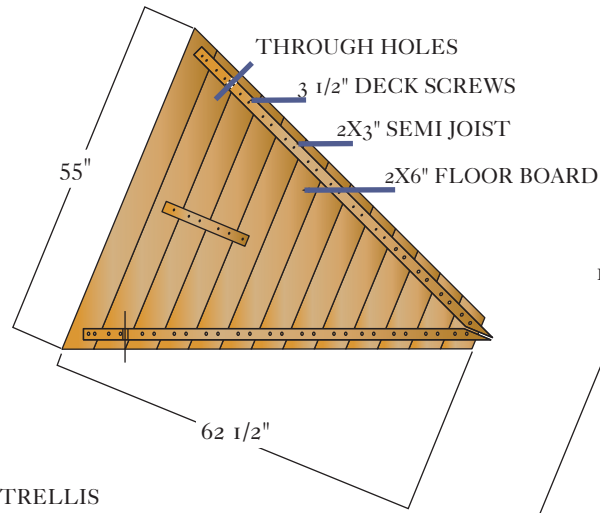 THROUGH HOLES
3 1/2" DECK SCREWS
2X3" SEMI JOIST
2X6" FLOOR BOARD
55"
62 1/2"
TRELLIS